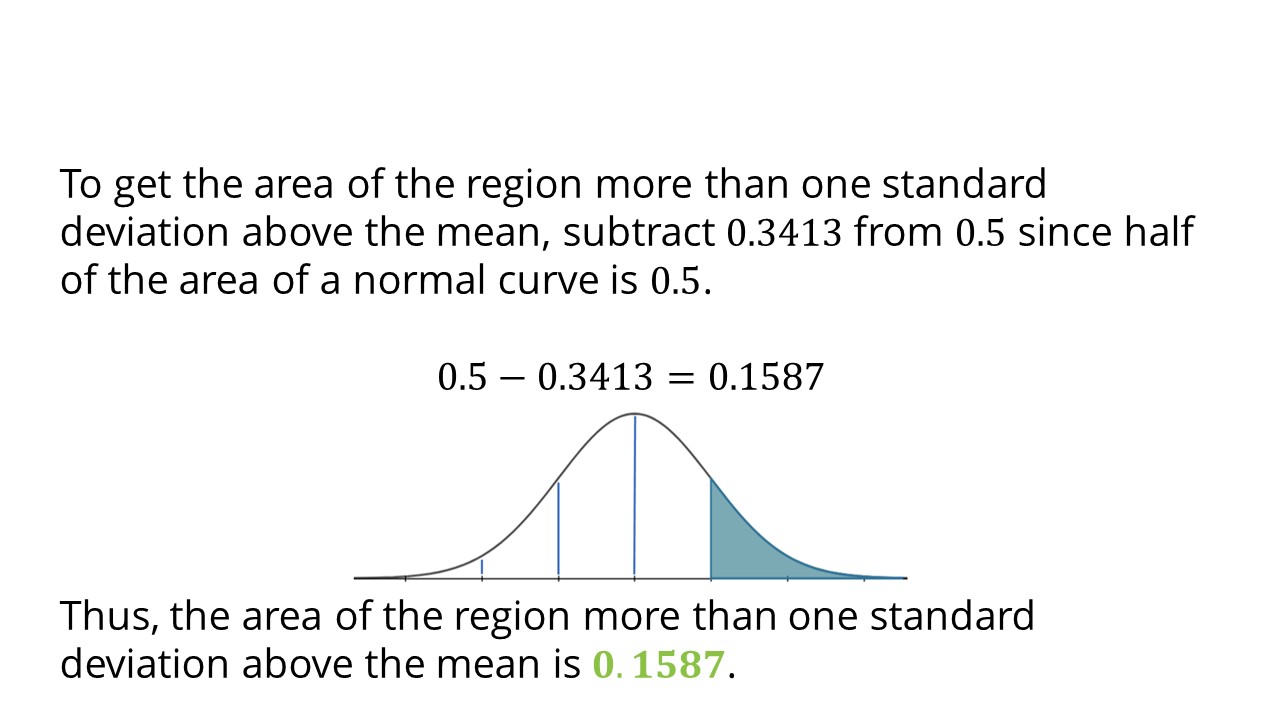 To get the area of the region more than one standard
deviation above the mean, subtract 0.3413 from 0.5 since half
of the area of a normal curve is 0.5.
0.5 − 0.3413 = 0.1587
Thus, the area of the region more than one standard
deviation above the mean is 0.1587.